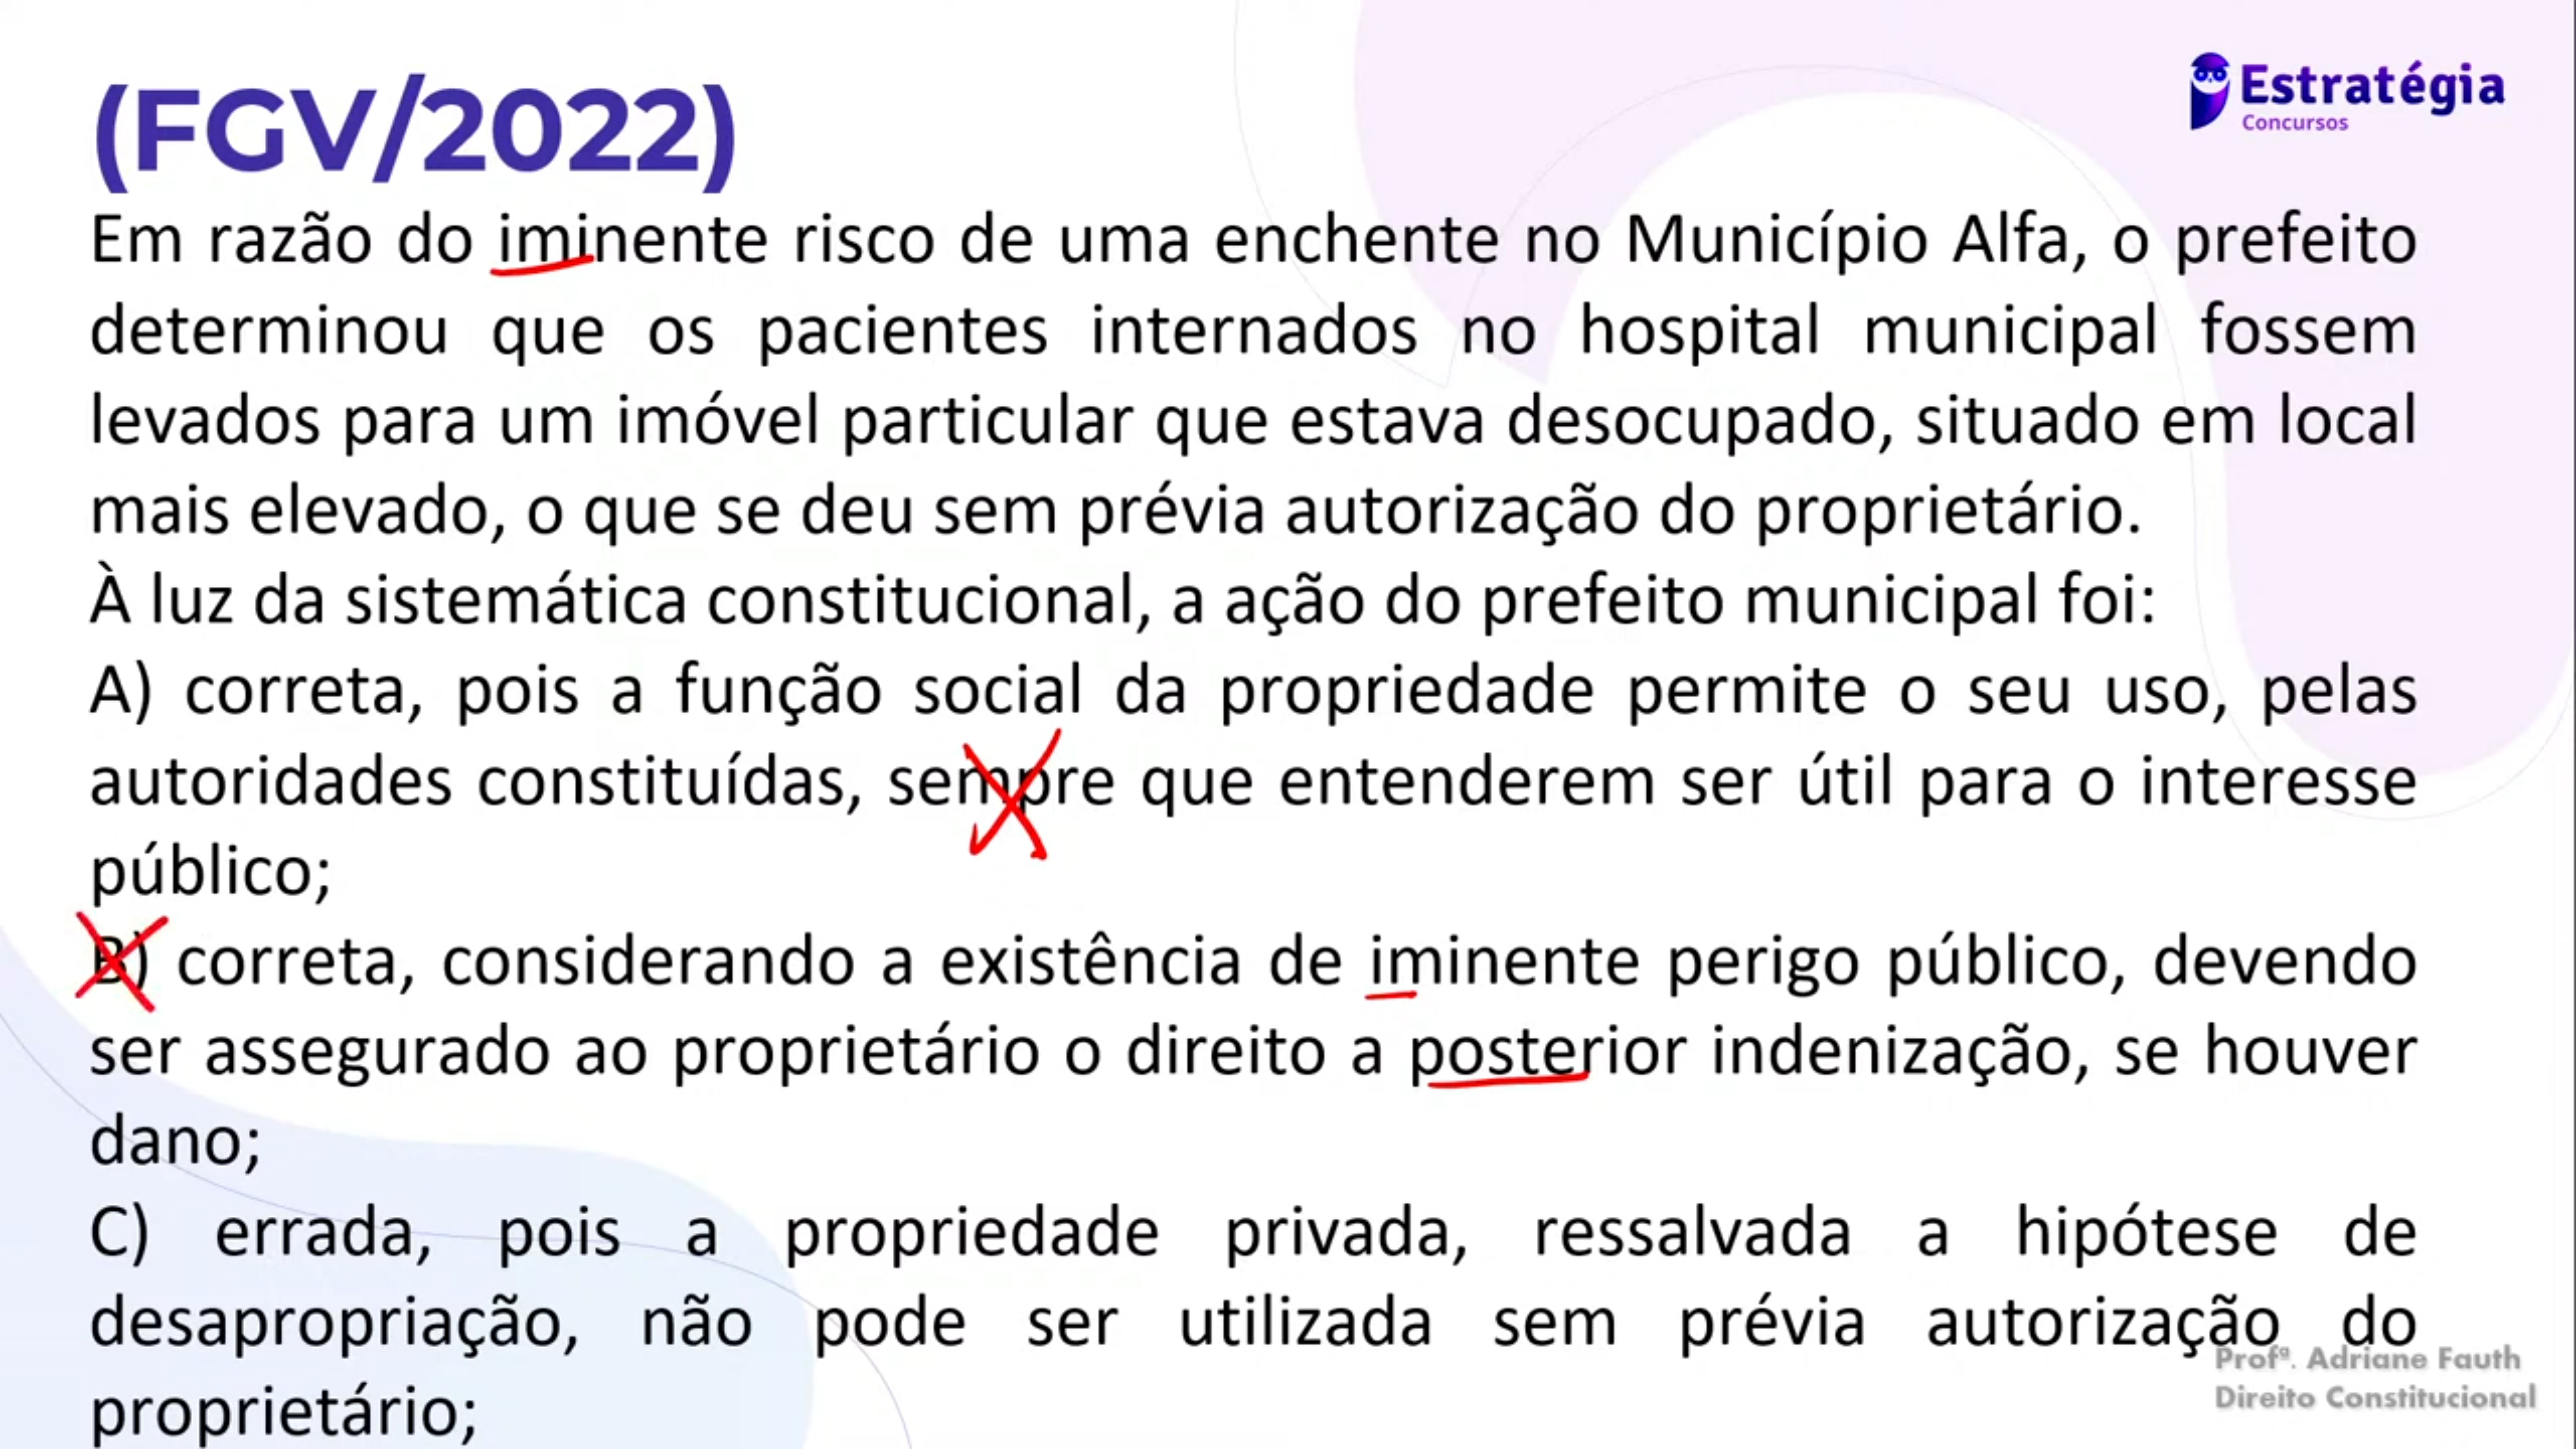 (FGV/2022)
Estratégia
Concursos
Em razão do iminente risco de uma enchente no Município Alfa, o prefeito
determinou que os pacientes internados no hospital municipal fossem
levados para um imóvel particular que estava desocupado, situado em local
mais elevado, o que se deu sem prévia autorização do proprietário.
À luz da sistemática constitucional, a ação do prefeito municipal foi:
A) correta, pois a função social da propriedade permite o seu uso, pelas
autoridades constituídas, sempre que entenderem ser útil para o interesse
público;
B) correta, considerando a existência de iminente perigo público, devendo
ser assegurado ao proprietário o direito a posterior indenização, se houver
dano;
C) errada, pois a propriedade privada, ressalvada a hipótese de
desapropriação, não pode ser utilizada sem prévia autorização do
proprietário;
Profª. Adriane Fauth
Direito Constitucional